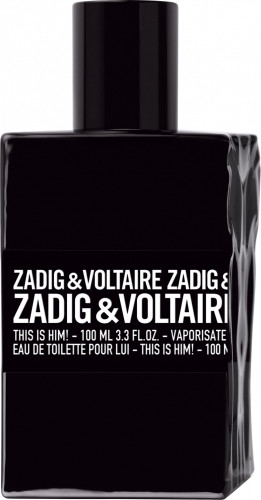 ZADIG & VOLTAIRE ZADIG &
ZADIG & VOLTAIRE
THIS IS HIM! - 100 ML 3.3 FL.OZ. - VAPORISATE
EAU DE TOILETTE POUR LUI - THIS IS HIM! - 100 M